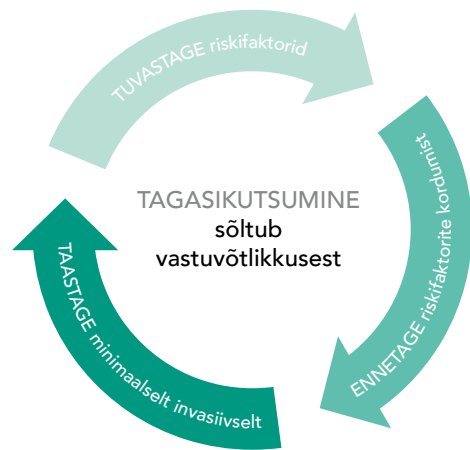 TUVASTAGE riskifaktorid
ENNETAGE riskifaktorite kordumist
TAASTAGE minimaalselt invasiivselt
TAGASIKUTSUMINE
sõltub
vastuvõtlikkusest